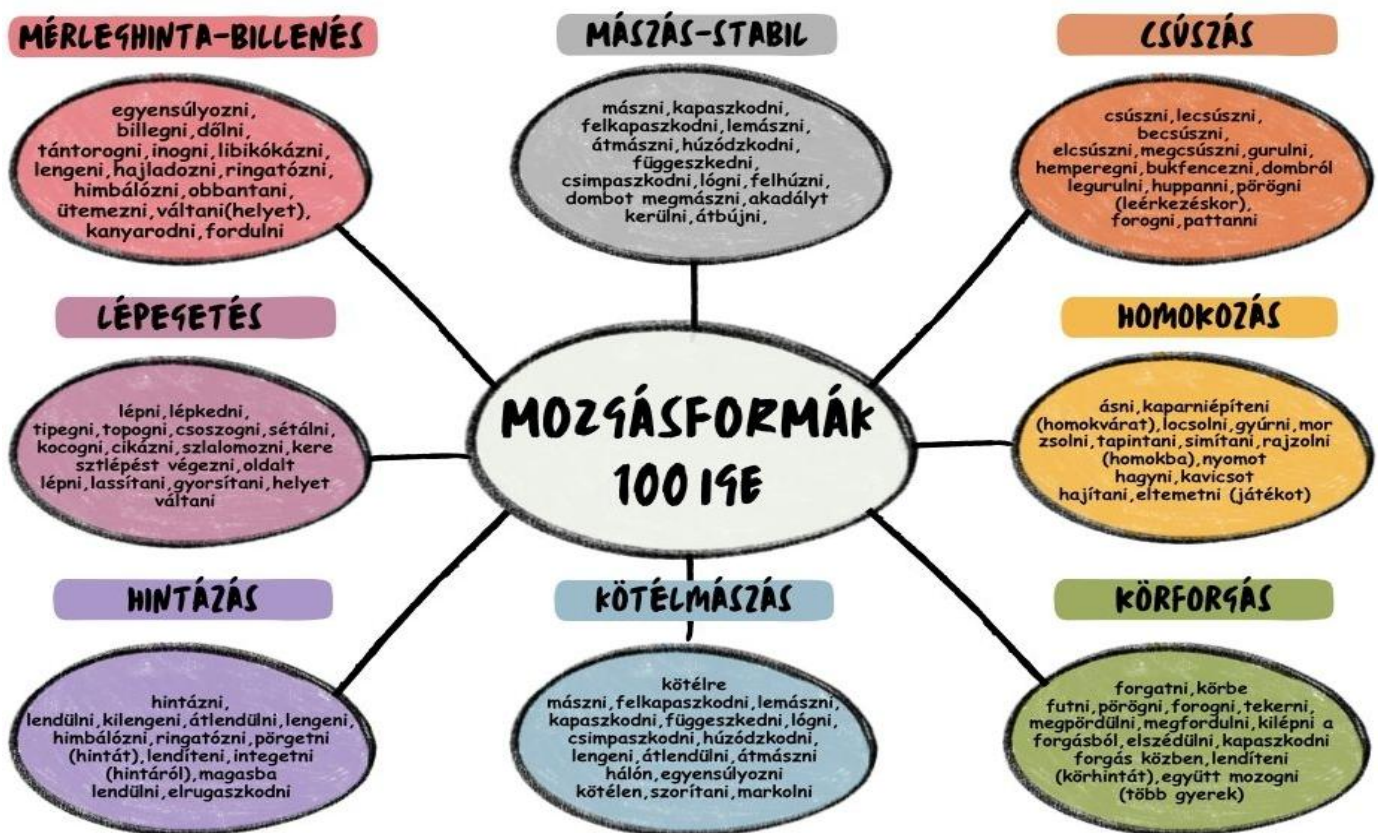 MÉRLEGHINTA-BILLENÉS
egyensúlyozni,
billegni,dőlni,
tántorogni,inogni,libikókázni,
lengeni,hajladozni,ringatózni,
himbálózni,obbantani,
ütemezni,váltani(helyet),
kanyarodni,fordulni
MÁSZÁS-STABIL
mászni,kapaszkodni,
felkapaszkodni,lemászni,
átmászni,húzódzkodni,
függeszkedni,
csimpaszkodni,lógni,felhúzni,
dombot megmászni,akadályt
kerülni,átbújni,
CSÚSZÁS
csúszni,lecsúszni,
becsúszni,
elcsúszni,megcsúszni,gurulni,
hemperegni,bukfencezni,dombról
legurulni,huppanni,pörögni
(leérkezéskor),
forogni,pattanni
LÉPEGETÉS
lépni,lépkedni,
tipegni,topogni,csoszogni,sétálni,
kocogni,cikázni,szlalomozni,kere
sztlépést végezni,oldalt
lépni,lassítani,gyorsítani,helyet
váltani
MOZGÁSFORMÁK
100 IGE
HOMOKOZÁS
ásni,kaparniépíteni
(homokvárat),locsolni,gyúrni,mor
zsolni,tapintani,simítani,rajzolni
(homokba),nyomot
hagyni,kavicsot
hajítani,eltemetni (játékot)
HINTÁZÁS
hintázni,
lendülni,kilengeni,átlendülni,lengeni,
himbálózni,ringatózni,pörgetni
(hintát),lendíteni,integetni
(hintáról),magasba
lendülni,elrugaszkodni
KÖTÉLMÁSZÁS
kötélre
mászni,felkapaszkodni,lemászni,
kapaszkodni,függeszkedni,lógni,
csimpaszkodni,húzódzkodni,
lengeni,átlendülni,átmászni
hálón,egyensúlyozni
kötélen,szorítani,markolni
KÖRFORGÁS
forgatni,körbe
futni,pörögni,forogni,tekerni,
megpördülni,megfordulni,kilépni a
forgásból,elszédülni,kapaszkodni
forgás közben,lendíteni
(körhintát),együtt mozogni
(több gyerek)